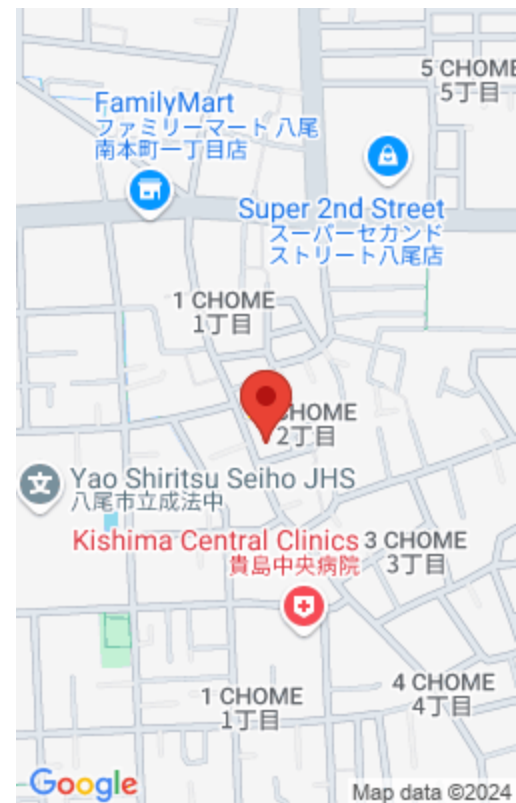 5 CHOME
5丁目
FamilyMart
ファミリーマート 八尾
南本町一丁目店
Super 2nd Street
スーパーセカンド
ストリート八尾店
1 CHOME
1丁目
CHOME
2丁目
Yao Shiritsu Seiho JHS
八尾市立成法中
文
Kishima Central Clinics
貴島中央病院
3 CHOME
3丁目
4 CHOME
4丁目
1 CHOME
1丁目
Google
Map data ©2024